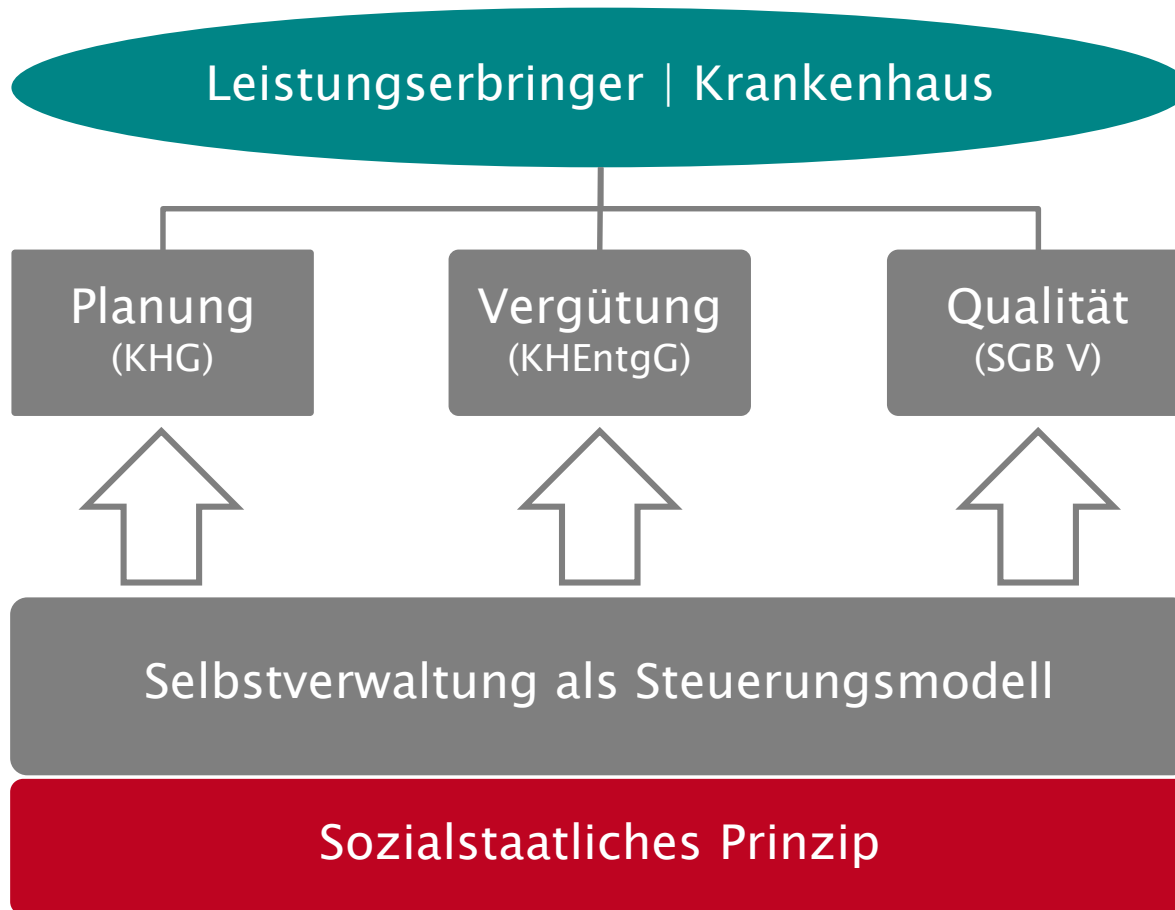 Leistungserbringer | Krankenhaus
Planung
(KHG)
Vergütung
(KHEntgG)
Qualität
(SGB V)
Selbstverwaltung als Steuerungsmodell
Sozialstaatliches Prinzip